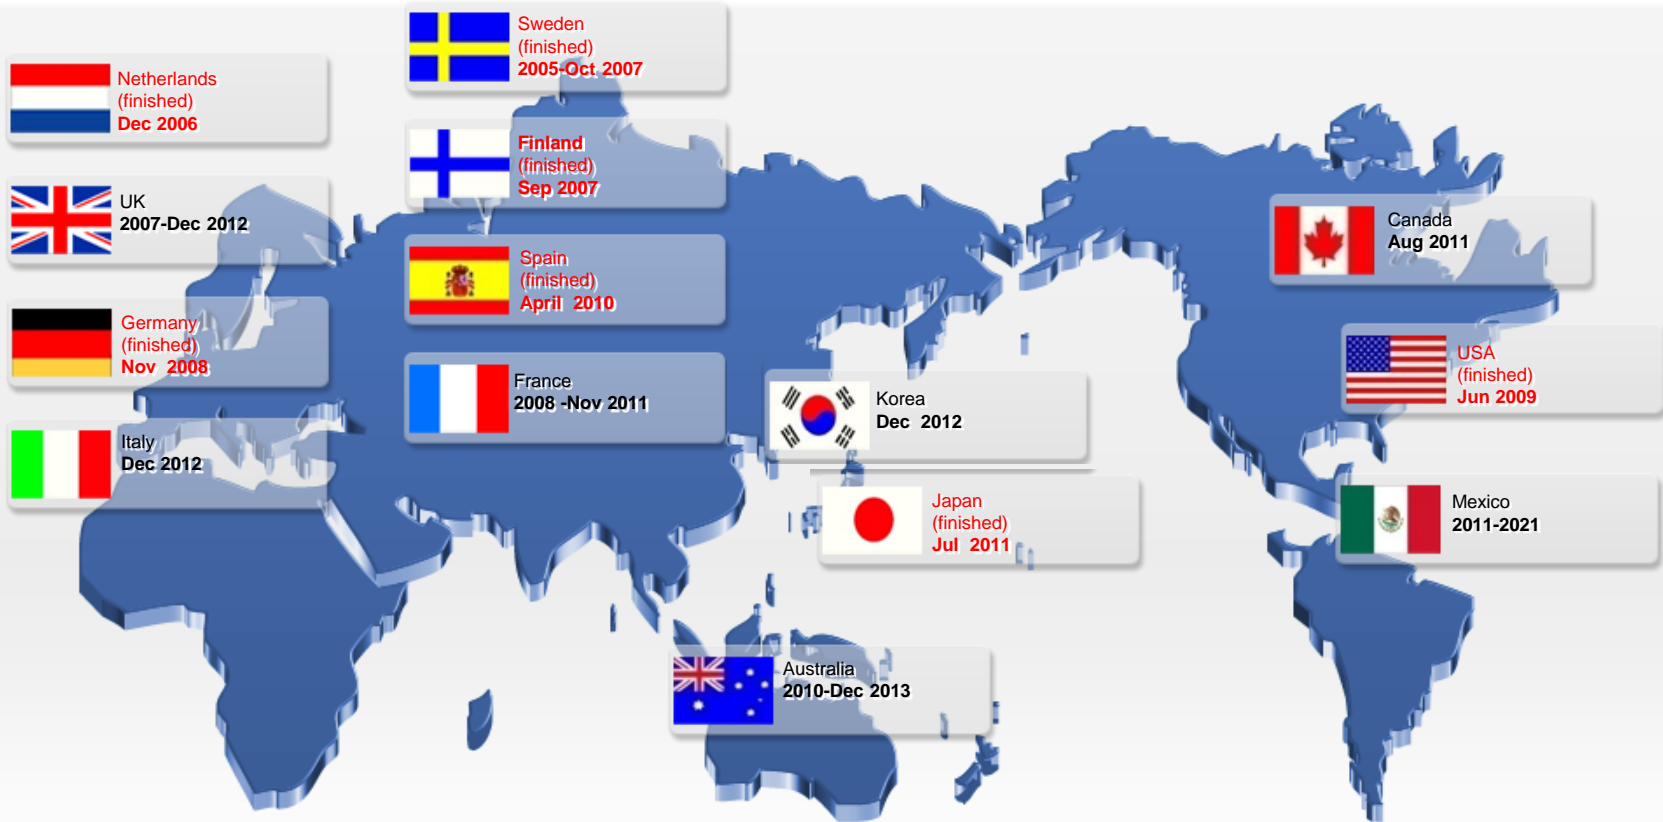 Sweden
(finished)
2005-Oct 2007
Netherlands
(finished)
Dec 2006
Finland
(finished)
Sep 2007
UK
2007-Dec 2012
Canada
Aug 2011
Spain
(finished)
April 2010
Germany
(finished)
Nov 2008
USA
(finished)
Jun 2009
France
2008 -Nov 2011
Korea
Dec 2012
Italy
Dec 2012
Japan
(finished)
Jul 2011
Mexico
2011-2021
Australia
2010-Dec 2013